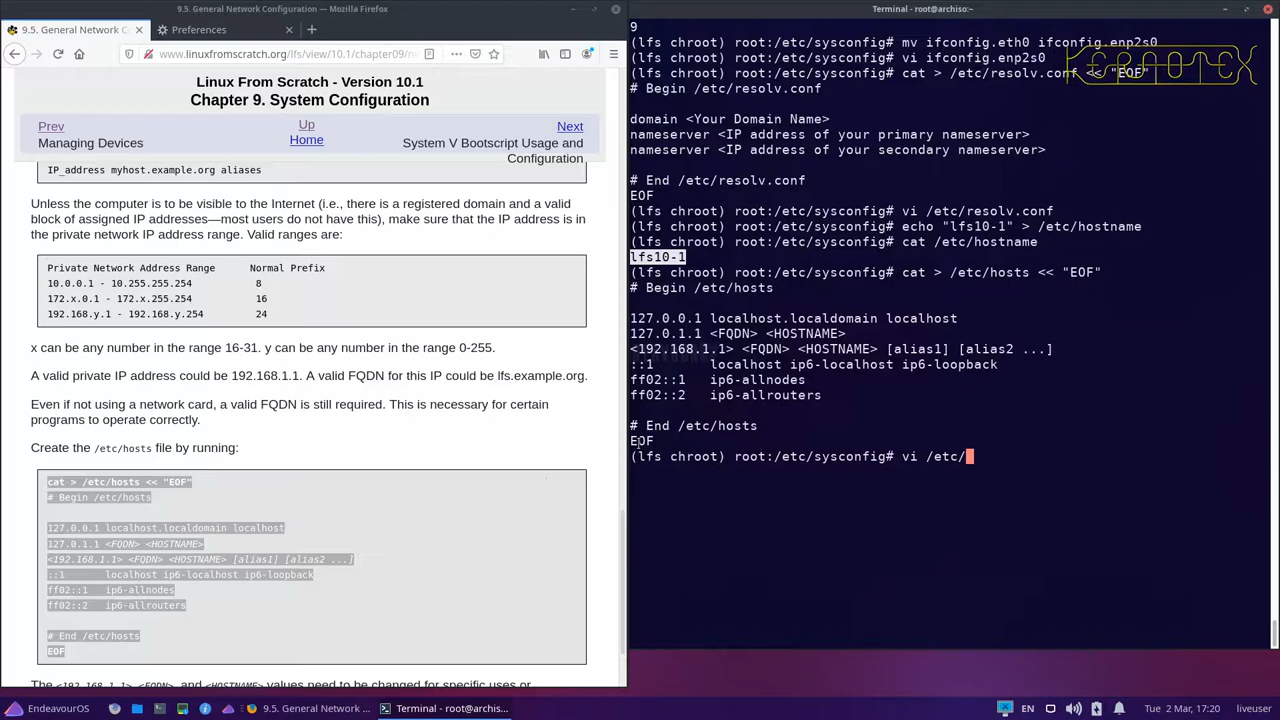 9.5. General Network Configuration — Mozilla Firefox
9.5. General Network C
Preferences
www.linuxfromscratch.org/lfs/view/10.1/chapter09/n
Linux From Scratch - Version 10.1
Chapter 9. System Configuration
Prev
Up
Next
Managing Devices
Home
System V Bootscript Usage and
Configuration
IP_address myhost.example.org aliases
Unless the computer is to be visible to the Internet (i.e., there is a registered domain and a valid
block of assigned IP addresses—most users do not have this), make sure that the IP address is in
the private network IP address range. Valid ranges are:
Private Network Address Range Normal Prefix
10.0.0.1 - 10.255.255.254 8
172.x.0.1 - 172.x.255.254 16
192.168.y.1 - 192.168.y.254 24
x can be any number in the range 16-31. y can be any number in the range 0-255.
A valid private IP address could be 192.168.1.1. A valid FQDN for this IP could be lfs.example.org.
Even if not using a network card, a valid FQDN is still required. This is necessary for certain
programs to operate correctly.
Create the /etc/hosts file by running:
cat > /etc/hosts << "EOF"
# Begin /etc/hosts
127.0.0.1 localhost.localdomain localhost
127.0.1.1 <FQDN> <HOSTNAME>
<192.168.1.1> <FQDN> <HOSTNAME> [alias1] [alias2 ...]
::1 localhost ip6-localhost ip6-loopback
ff02::1 ip6-allnodes
ff02::2 ip6-allrouters
# End /etc/hosts
EOF
The <192.168.1.1>, <FQDN>, and <HOSTNAME> values need to be changed for specific uses or
Terminal - root@archiso:~
9
(lfs chroot) root:/etc/sysconfig# mv ifconfig.eth0 ifconfig.enp2s0
(lfs chroot) root:/etc/sysconfig# vi ifconfig.enp2s0
(lfs chroot) root:/etc/sysconfig# cat > /etc/resolv.conf << "EOF"
# Begin /etc/resolv.conf
domain <Your Domain Name>
nameserver <IP address of your primary nameserver>
nameserver <IP address of your secondary nameserver>
# End /etc/resolv.conf
EOF
(lfs chroot) root:/etc/sysconfig# vi /etc/resolv.conf
(lfs chroot) root:/etc/sysconfig# echo "lfs10-1" > /etc/hostname
(lfs chroot) root:/etc/sysconfig# cat /etc/hostname
lfs10-1
(lfs chroot) root:/etc/sysconfig# cat > /etc/hosts << "EOF"
# Begin /etc/hosts
127.0.0.1 localhost.localdomain localhost
127.0.1.1 <FQDN> <HOSTNAME>
<192.168.1.1> <FQDN> <HOSTNAME> [alias1] [alias2 ...]
::1 localhost ip6-localhost ip6-loopback
ff02::1 ip6-allnodes
ff02::2 ip6-allrouters
# End /etc/hosts
EOF
(lfs chroot) root:/etc/sysconfig# vi /etc/
EndeavourOS
9.5. General Network ...
Terminal - root@archiso...
EN
Tue 2 Mar, 17:20
liveuser